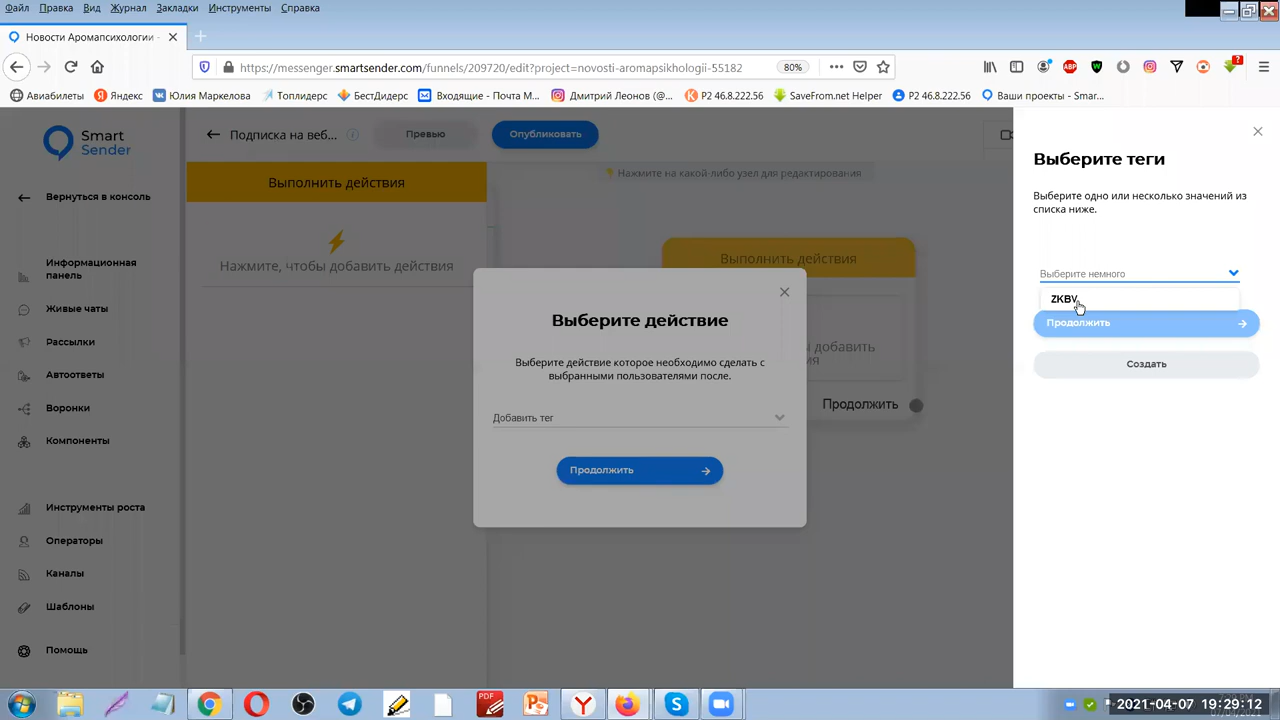 Файл Правка Вид Журнал Закладки Инструменты Справка
Новости Аромапсихологии -
https://messenger.smartsender.com/funnels/209720/edit?project=novosti-aromapsikhologii-55182
80%
ABP
?
Авиабилеты Яндекс Юлия Маркелова Топлидерс БестДидерс Входящие - Почта М... Дмитрий Леонов (@... P2 46.8.222.56 SaveFrom.net Helper P2 46.8.222.56 Ваши проекты - Smar...
Smart
Sender
Подписка на веб...
Превью
Опубликовать
Вернуться в консоль
Информационная
панель
Живые чаты
Рассылки
Автоответы
Воронки
Компоненты
Инструменты роста
Операторы
Каналы
Шаблоны
Помощь
Выполнить действия
Нажмите, чтобы добавить действия
Нажмите на какой-либо узел для редактирования
Выполнить действия
ы добавить
ия
Продолжить
Выберите действие
Выберите действие которое необходимо сделать с
выбранными пользователями после.
Добавить тег
Продолжить
Выберите теги
Выберите одно или несколько значений из
списка ниже.
Выберите немного
ZKBV
Продолжить
Создать
PDF
2021-04-07 19:29:12